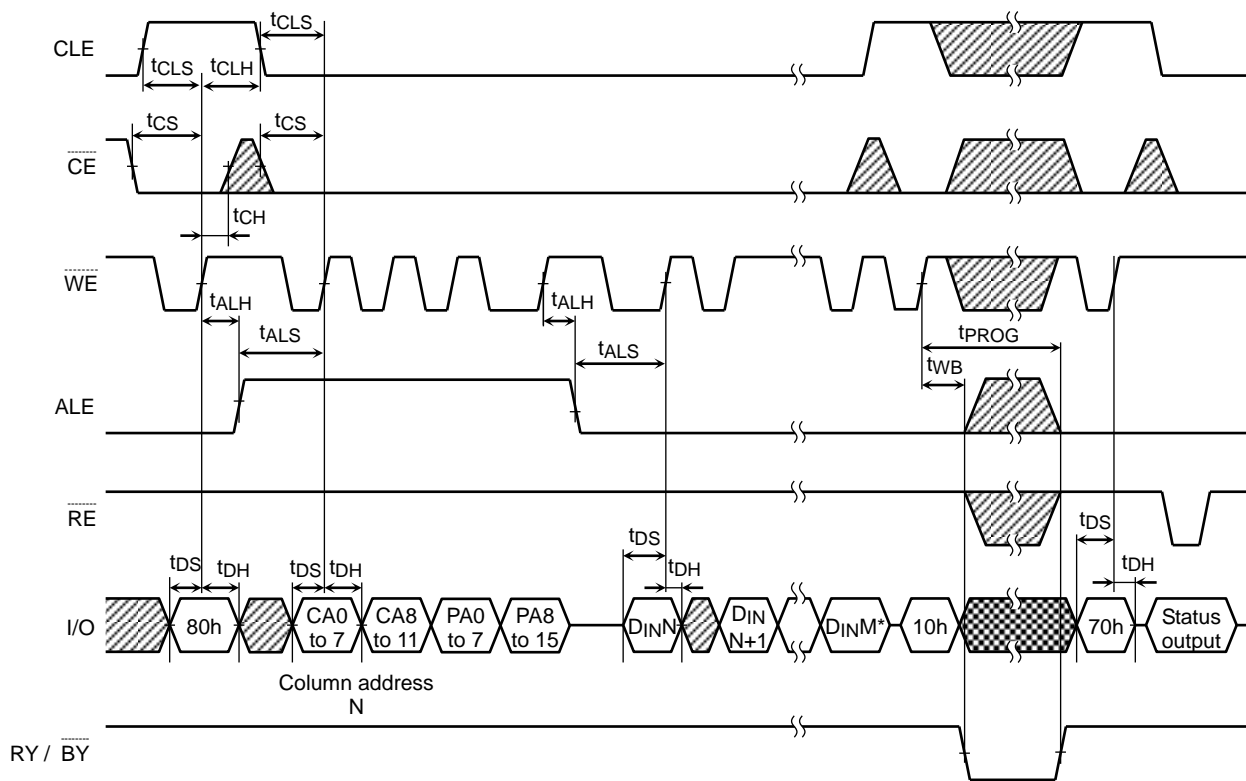 CLE
tCLS
tCLS
tCLH
CE
tCS
tCS
tCH
WE
tALH
tALS
tALH
tALS
tPROG
tWB
ALE
RE
I/O
tDS
tDH
tDS
tDH
tDS
tDH
tDS
tDH
80h
CA0
to 7
CA8
to 11
PA0
to 7
PA8
to 15
DINN
DIN
N+1
DINM*
10h
70h
Status
output
Column address
N
RY / BY